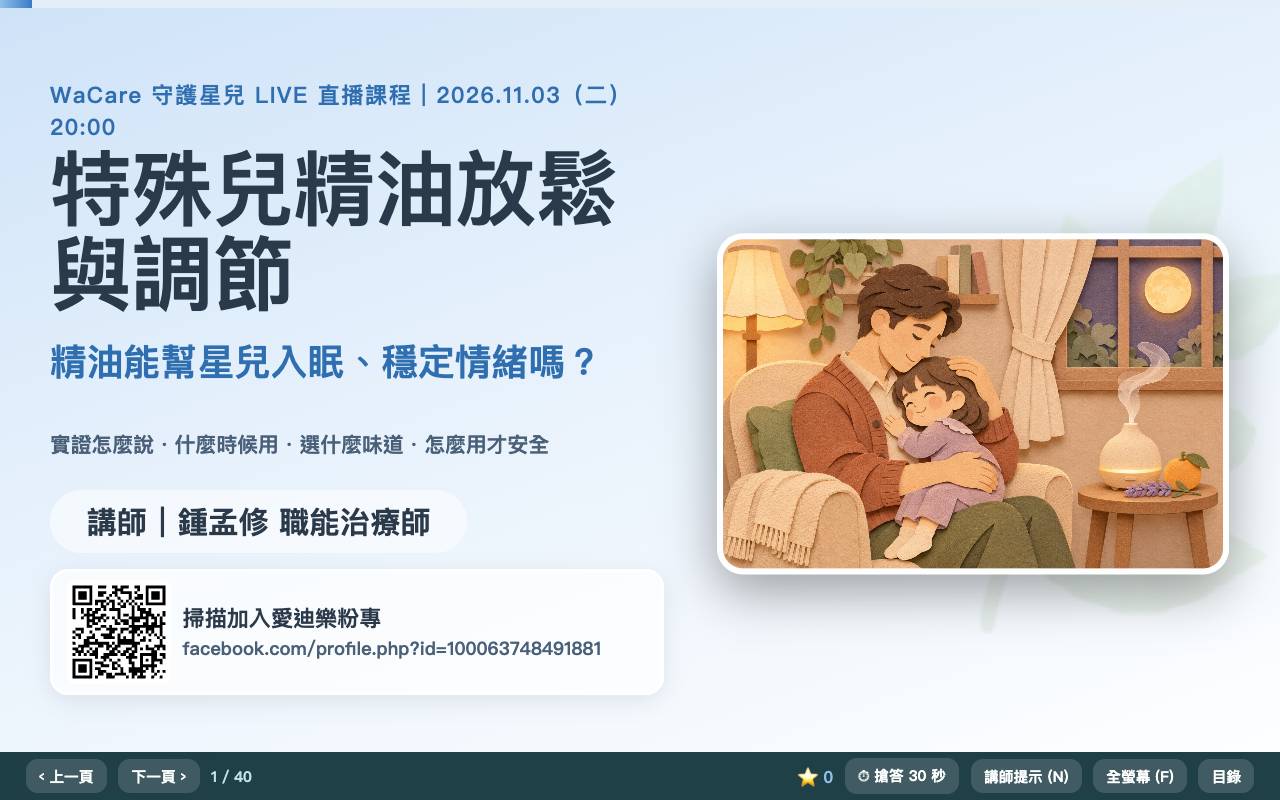 WaCare 守護星兒 LIVE 直播課程｜2026.11.03（二）
20:00
特殊兒精油放鬆
與調節
精油能幫星兒入眠、穩定情緒嗎？
實證怎麼說 · 什麼時候用 · 選什麼味道 · 怎麼用才安全
講師｜鍾孟修 職能治療師
掃描加入愛迪樂粉專
facebook.com/profile.php?id=100063748491881
‹ 上一頁 下一頁 › 1 / 40 ⭐ 0 ⏱ 搶答 30 秒 講師提示 (N) 全螢幕 (F) 目錄